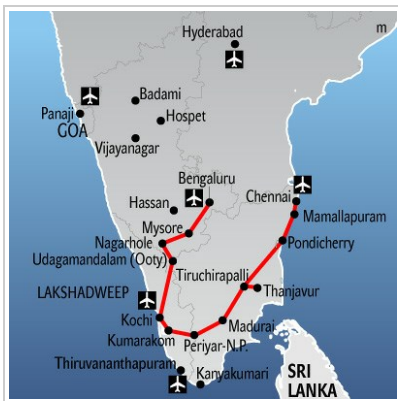 Hyderabad
m
Badami
Panaji
Hospet
GOA
Vijayanagar
Bengaluru
Chennai
Hassan
Mamallapuram
Mysore
Nagarhole
Pondicherry
Udagamandalam (Ooty)
Tiruchirapalli
LAKSHADWEEP
Thanjavur
Kochi
Madurai
Kumarakom
Periyar-N.P.
Thiruvananthapuram
Kanyakumari
SRI
LANKA